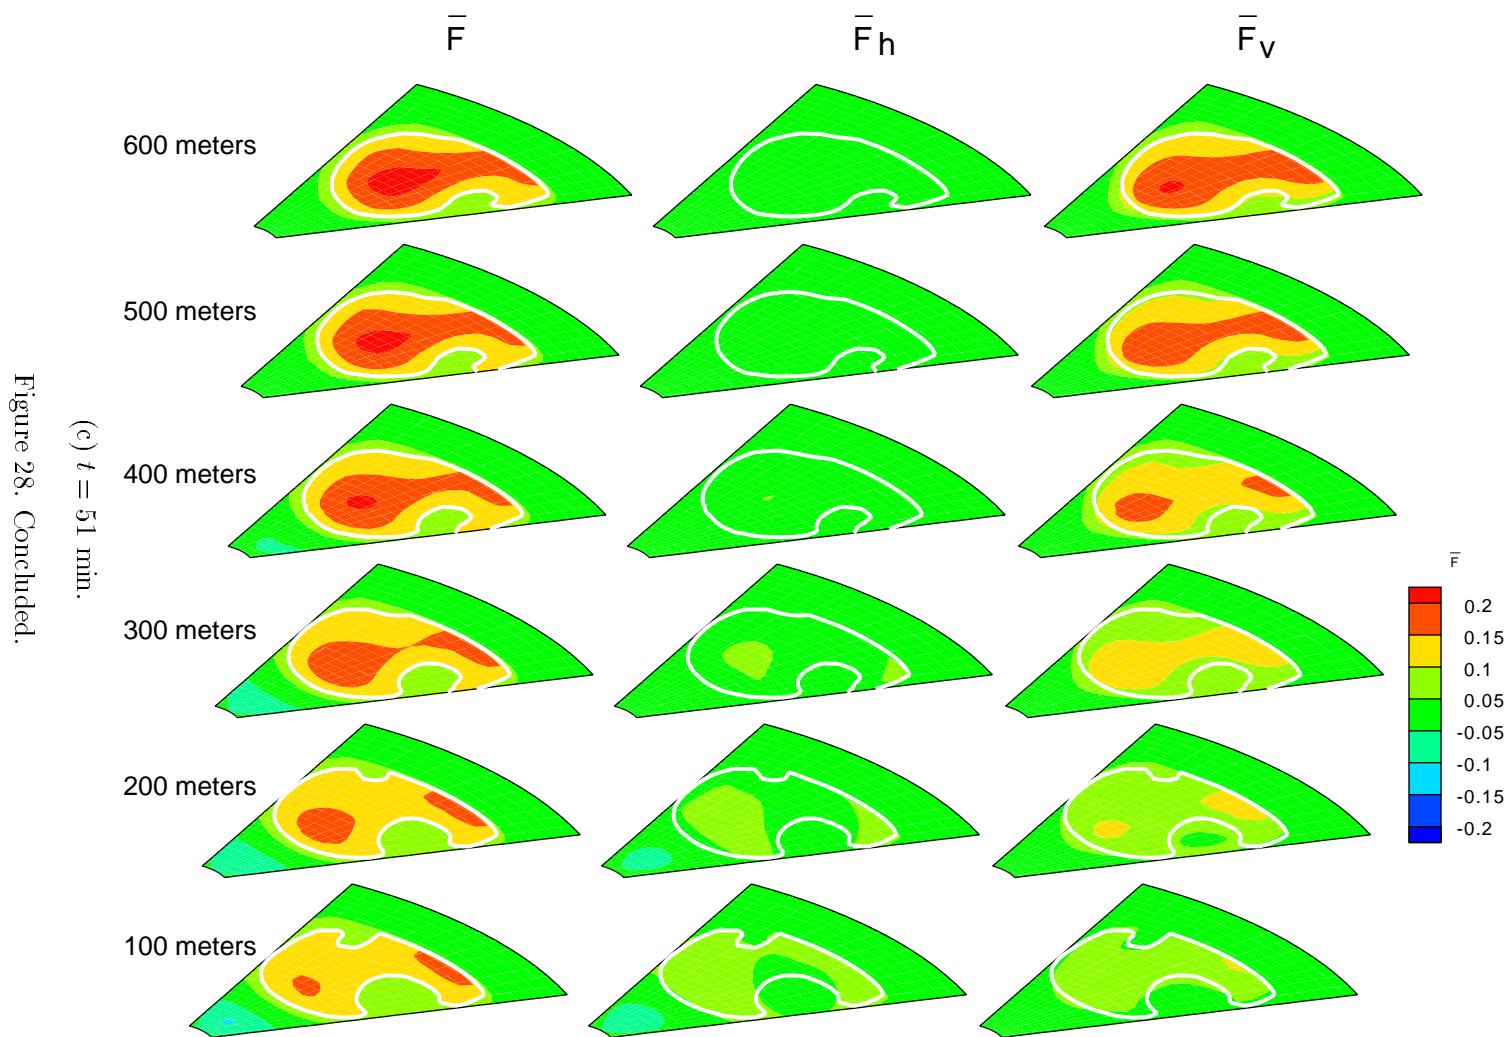 F̅ F̅h F̅v
600 meters
500 meters
400 meters
300 meters
200 meters
100 meters
F̅
0.2
0.15
0.1
0.05
-0.05
-0.1
-0.15
-0.2
(c) t = 51 min.
Figure 28. Concluded.